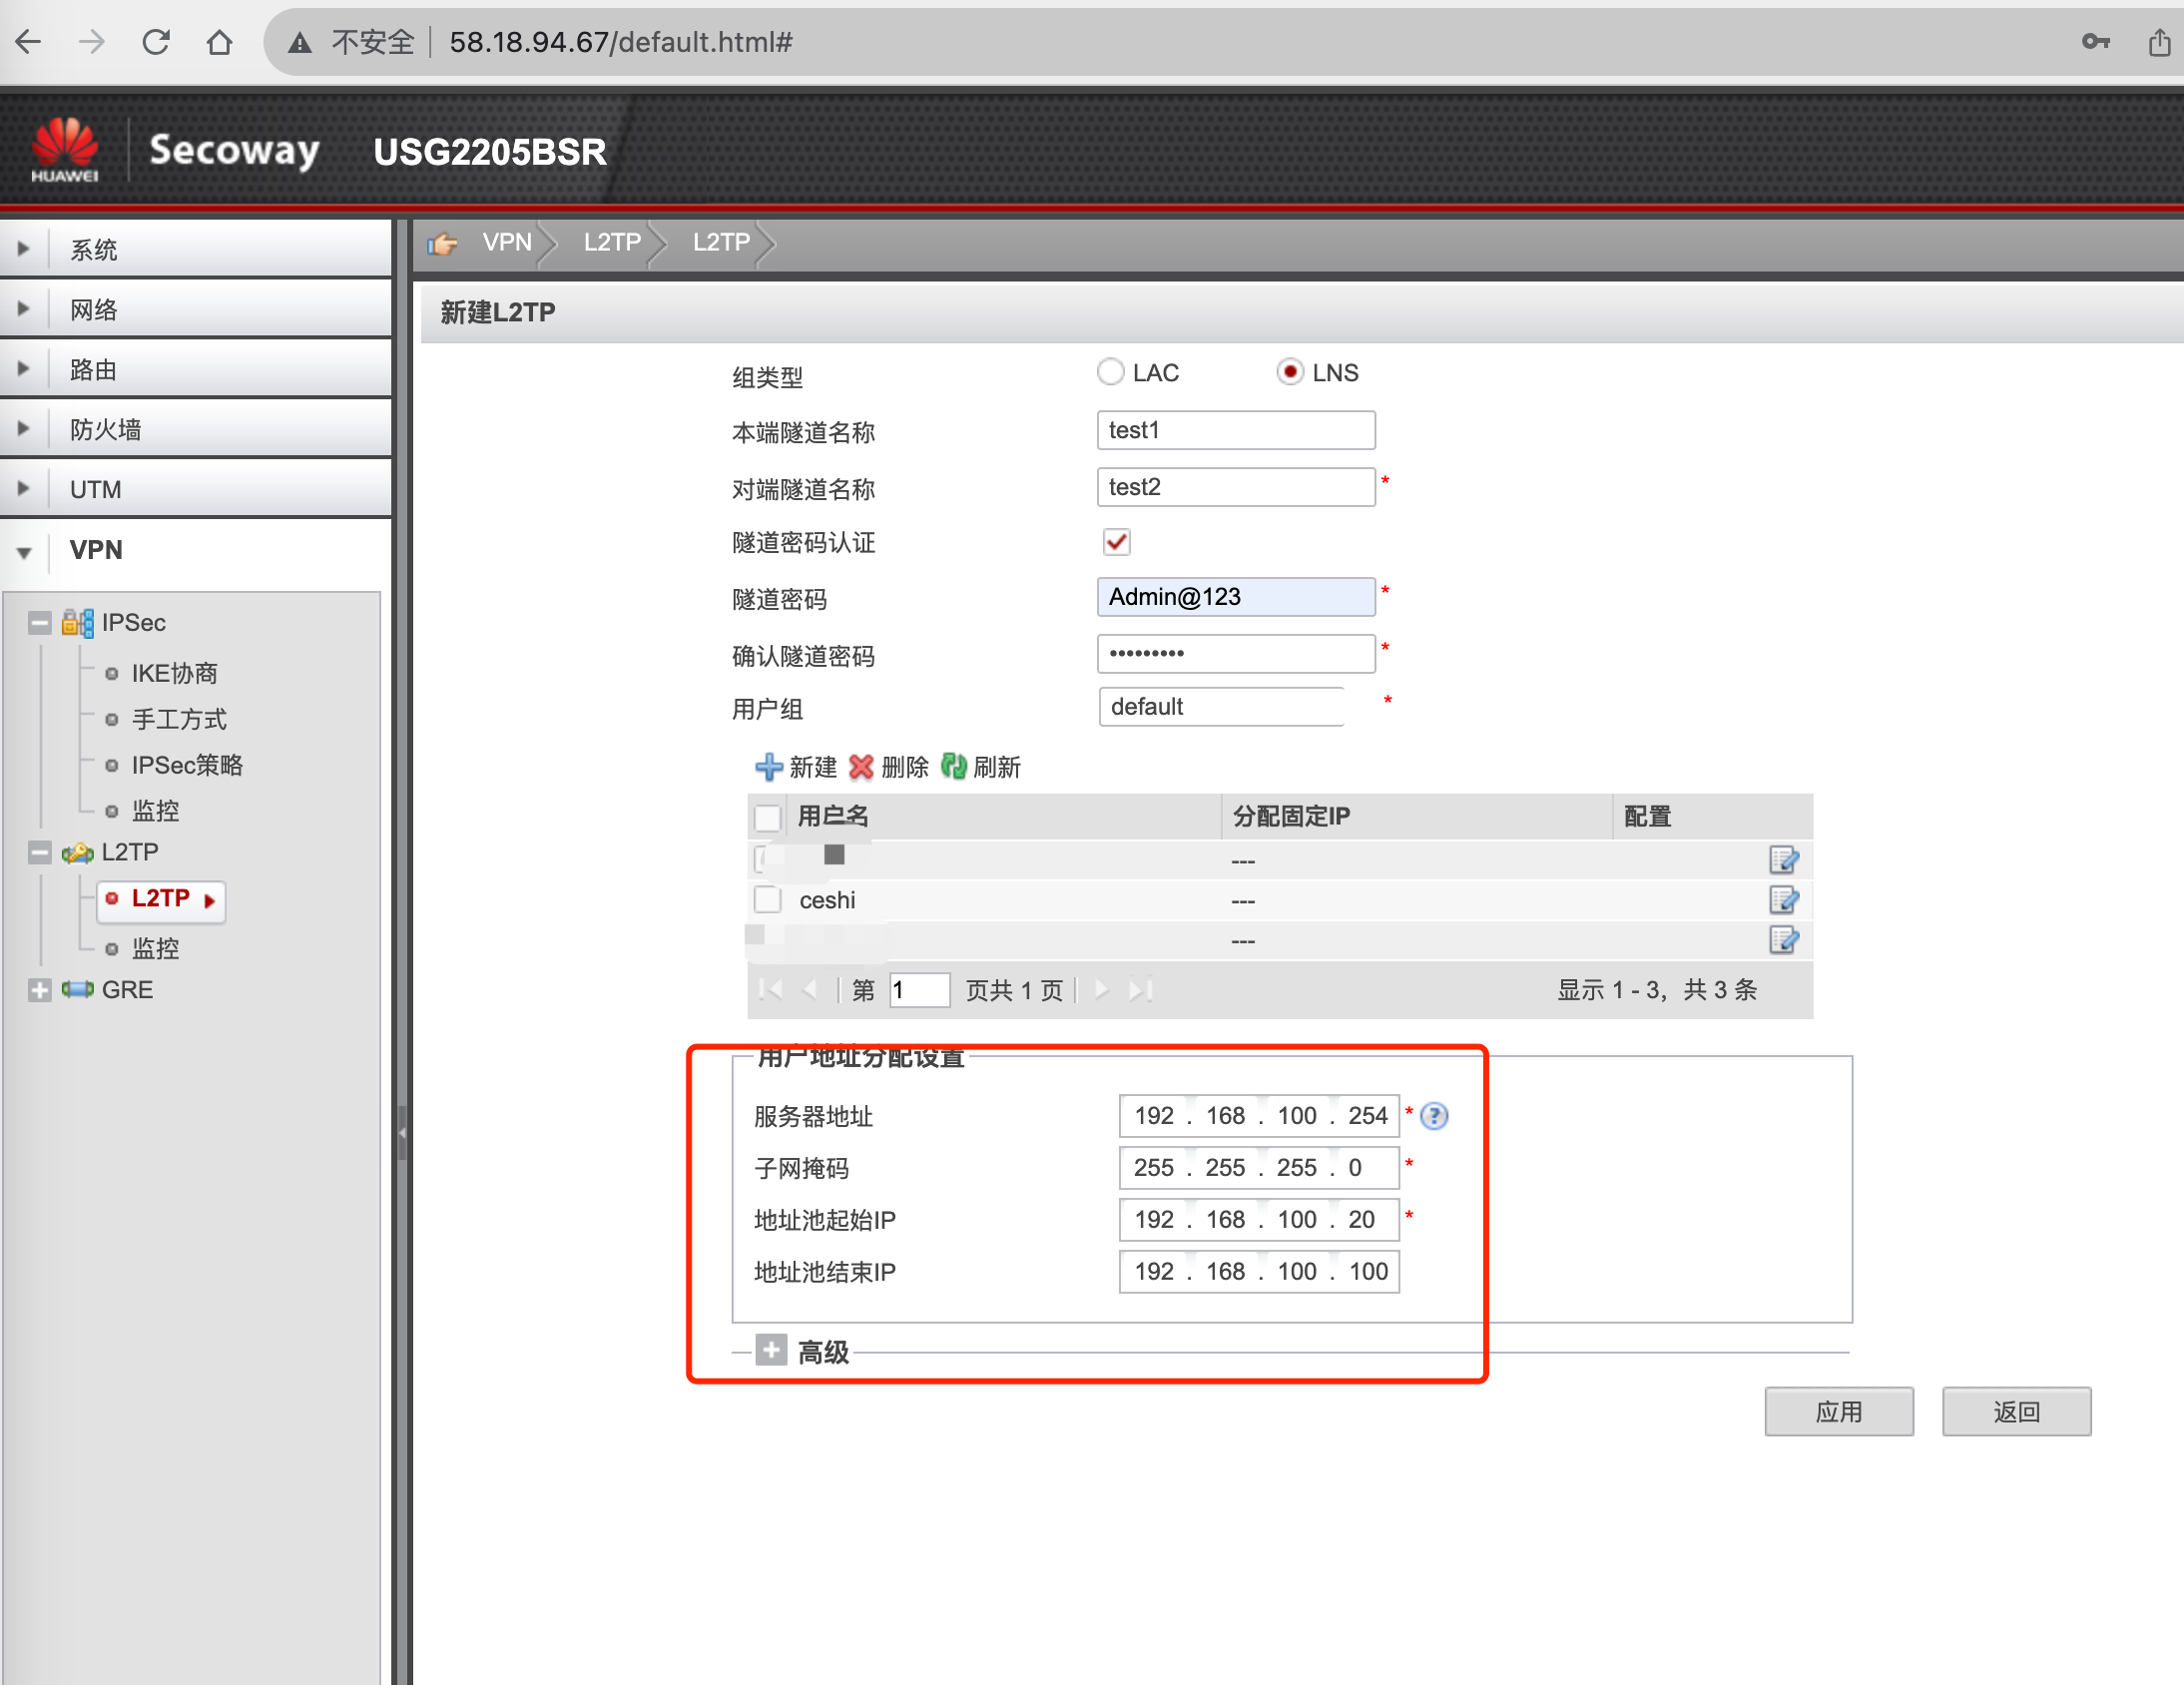 不安全 58.18.94.67/default.html#
HUAWEI Secoway USG2205BSR
系统
网络
路由
防火墙
UTM
VPN
IPSec
IKE协商
手工方式
IPSec策略
监控
L2TP
L2TP
监控
GRE
VPN L2TP L2TP
新建L2TP
组类型 LAC LNS
本端隧道名称 test1
对端隧道名称 test2 *
隧道密码认证
隧道密码 Admin@123 *
确认隧道密码 ••••••••• *
用户组 default *
新建 删除 刷新
用户名 分配固定IP 配置
---
ceshi ---
---
第 1 页共 1 页 显示 1 - 3，共 3 条
用户地址分配设置
服务器地址 192 . 168 . 100 . 254 * ?
子网掩码 255 . 255 . 255 . 0 *
地址池起始IP 192 . 168 . 100 . 20 *
地址池结束IP 192 . 168 . 100 . 100
高级
应用 返回